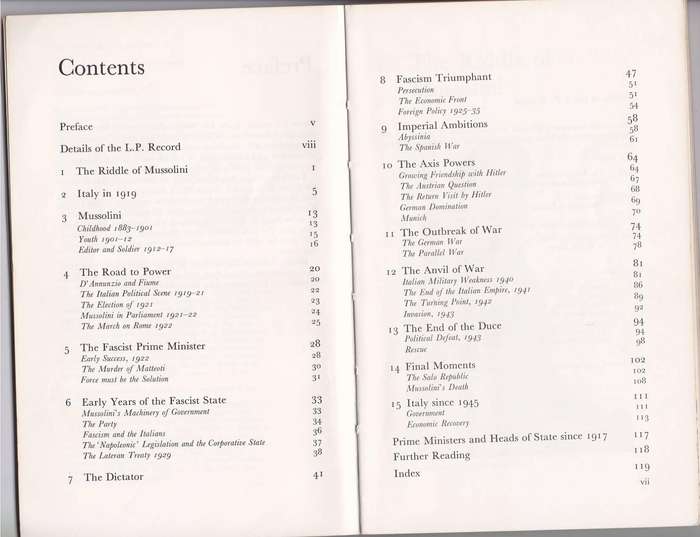 Contents
Preface v
Details of the L.P. Record viii
1 The Riddle of Mussolini 1
2 Italy in 1919 5
3 Mussolini 13
Childhood 1883-1901 13
Youth 1901-12 15
Editor and Soldier 1912-17 16
4 The Road to Power 20
D'Annunzio and Fiume 20
The Italian Political Scene 1919-21 22
The Election of 1921 23
Mussolini in Parliament 1921-22 24
The March on Rome 1922 25
5 The Fascist Prime Minister 28
Early Success, 1922 28
The Murder of Matteoti 30
Force must be the Solution 31
6 Early Years of the Fascist State 33
Mussolini's Machinery of Government 33
The Party 34
Fascism and the Italians 36
The 'Napoleonic' Legislation and the Corporative State 37
The Lateran Treaty 1929 38
7 The Dictator 41
8 Fascism Triumphant 47
Persecution 51
The Economic Front 51
Foreign Policy 1925-35 54
9 Imperial Ambitions 58
Abyssinia 58
The Spanish War 61
10 The Axis Powers 64
Growing Friendship with Hitler 64
The Austrian Question 67
The Return Visit by Hitler 68
German Domination 69
Munich 70
11 The Outbreak of War 74
The German War 74
The Parallel War 78
12 The Anvil of War 81
Italian Military Weakness 1940 81
The End of the Italian Empire, 1941 86
The Turning Point, 1942 89
Invasion, 1943 92
13 The End of the Duce 94
Political Defeat, 1943 94
Rescue 98
14 Final Moments 102
The Salo Republic 102
Mussolini's Death 108
15 Italy since 1945 111
Government 111
Economic Recovery 113
Prime Ministers and Heads of State since 1917 117
Further Reading 118
Index 119
vii